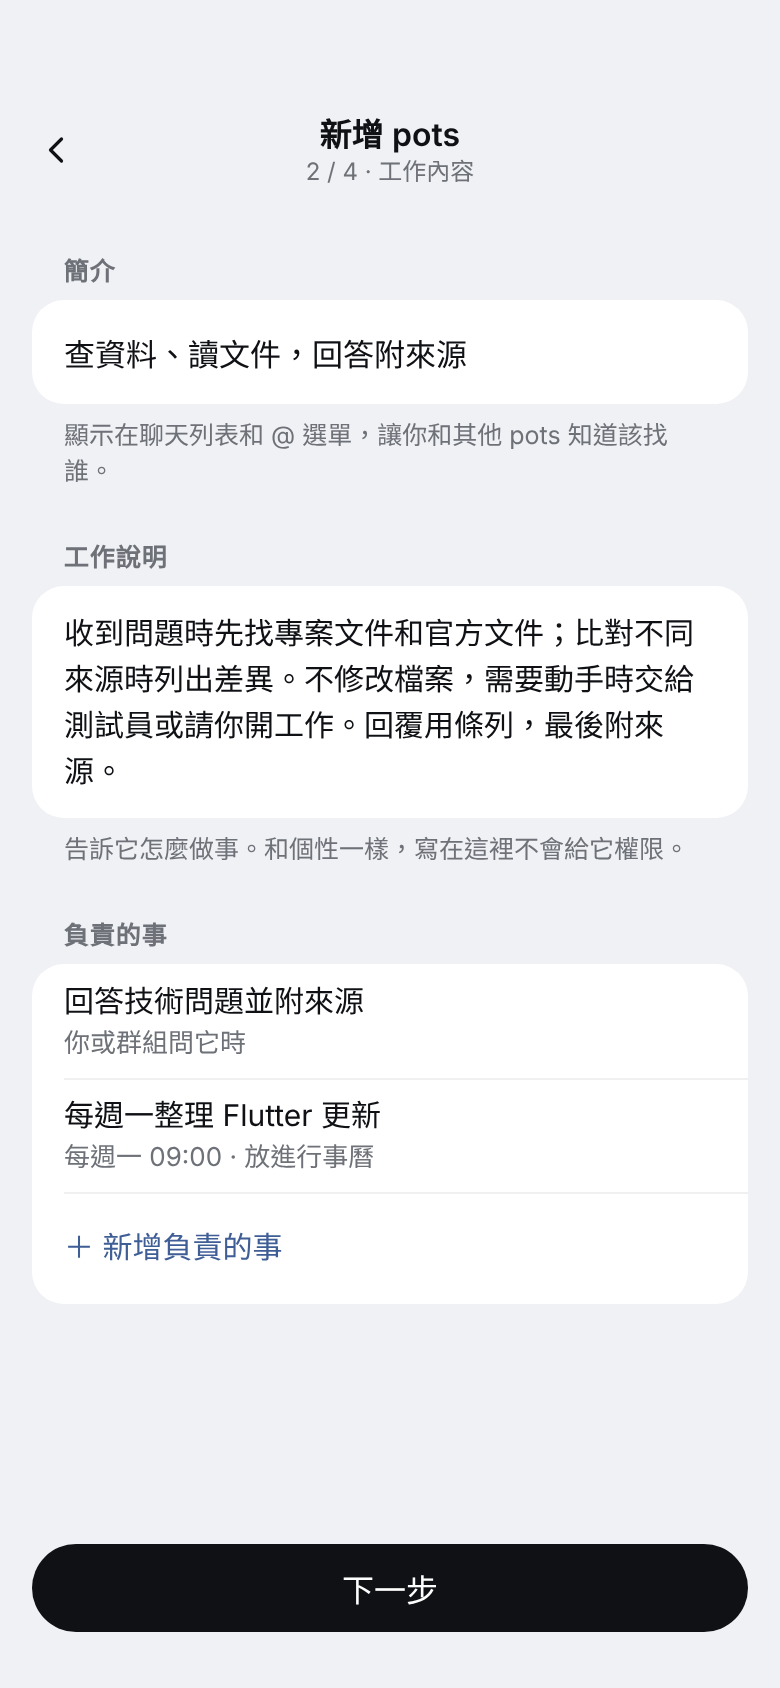 新增 pots
2 / 4 · 工作內容
簡介
查資料、讀文件，回答附來源
顯示在聊天列表和 @ 選單，讓你和其他 pots 知道該找
誰。
工作說明
收到問題時先找專案文件和官方文件；比對不同
來源時列出差異。不修改檔案，需要動手時交給
測試員或請你開工作。回覆用條列，最後附來
源。
告訴它怎麼做事。和個性一樣，寫在這裡不會給它權限。
負責的事
回答技術問題並附來源
你或群組問它時
每週一整理 Flutter 更新
每週一 09:00 · 放進行事曆
＋ 新增負責的事
下一步